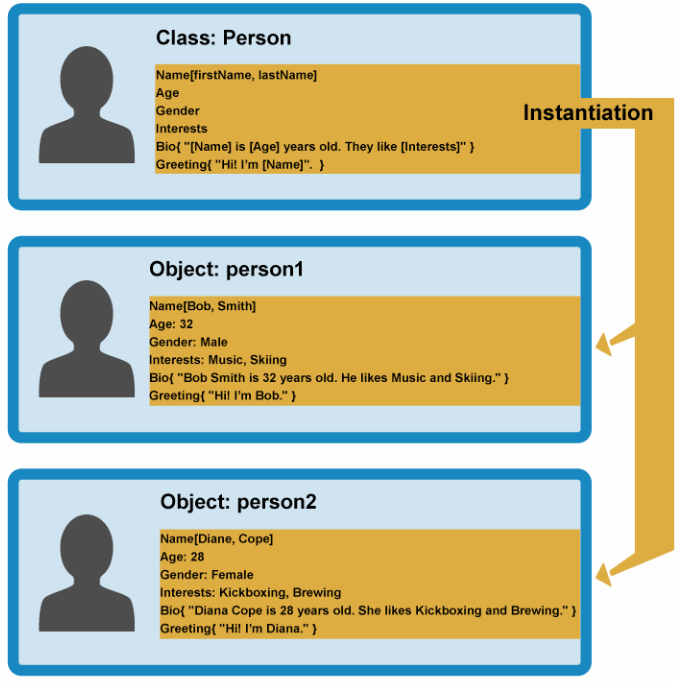 Class: Person
Name[firstName, lastName]
Age
Gender
Interests
Bio{ "[Name] is [Age] years old. They like [Interests]" }
Greeting{ "Hi! I'm [Name]".  }
Instantiation
Object: person1
Name[Bob, Smith]
Age: 32
Gender: Male
Interests: Music, Skiing
Bio{ "Bob Smith is 32 years old. He likes Music and Skiing." }
Greeting{ "Hi! I'm Bob." }
Object: person2
Name[Diane, Cope]
Age: 28
Gender: Female
Interests: Kickboxing, Brewing
Bio{ "Diana Cope is 28 years old. She likes Kickboxing and Brewing." }
Greeting{ "Hi! I'm Diana." }